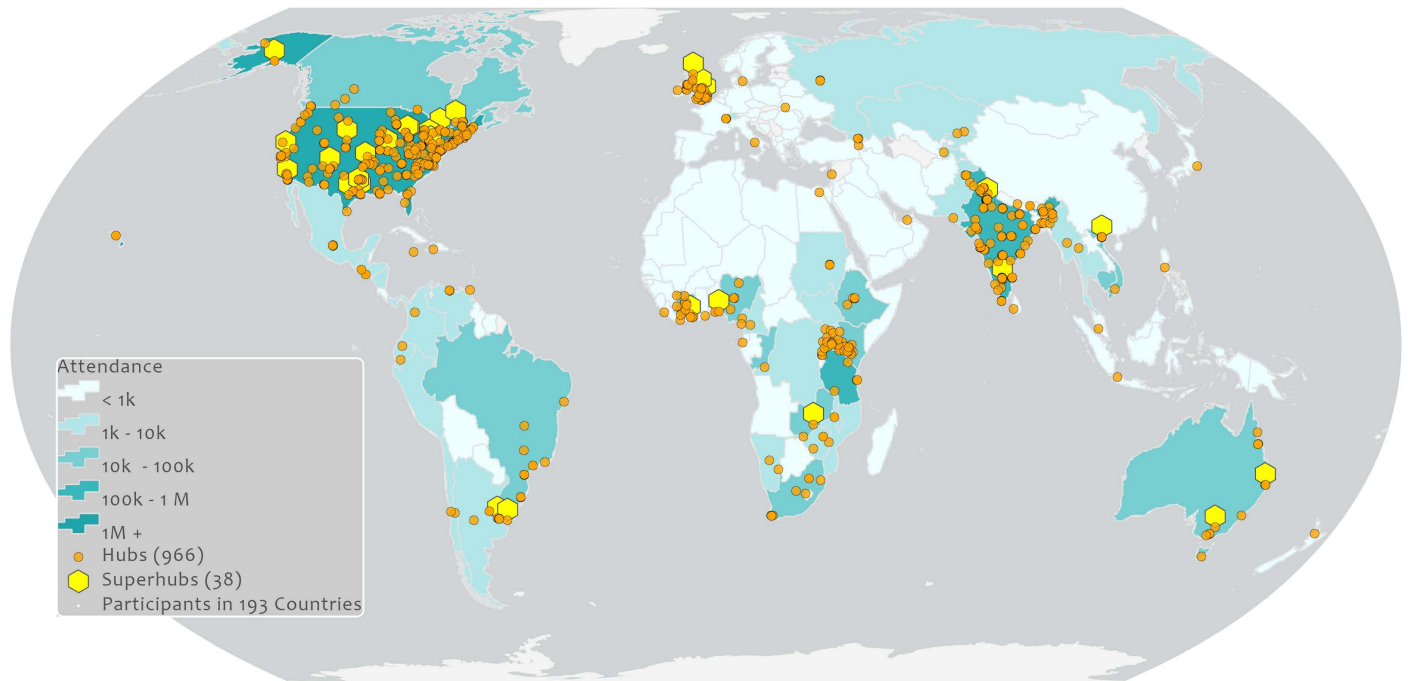 Attendance
< 1k
1k - 10k
10k - 100k
100k - 1 M
1M +
Hubs (966)
Superhubs (38)
Participants in 193 Countries